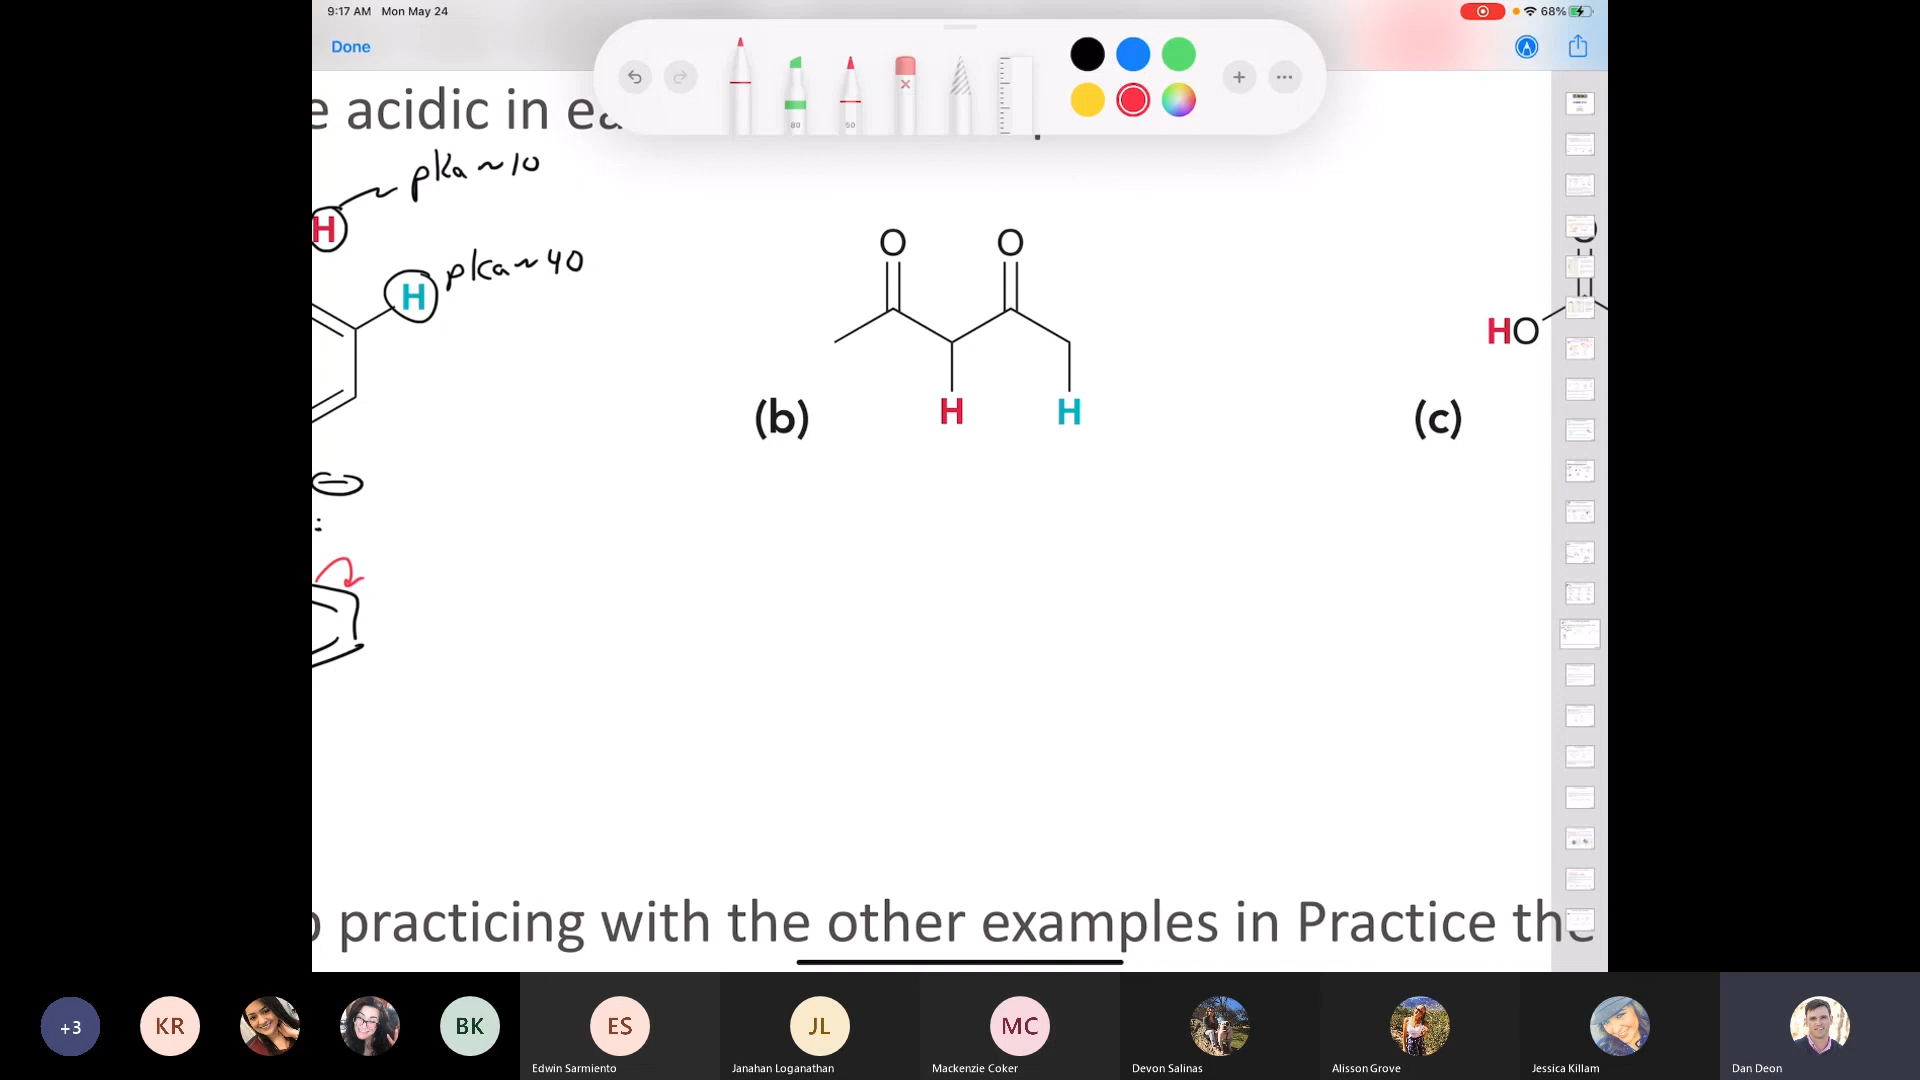 9:17 AM Mon May 24
68%
Done
80
50
e acidic in ea
pka ~10
H
pka~40
H
O O
O
HO
(b) H H (c)
practicing with the other examples in Practice the
+3 KR BK ES JL MC
Edwin Sarmiento Janahan Loganathan Mackenzie Coker Devon Salinas Alisson Grove Jessica Killam Dan Deon